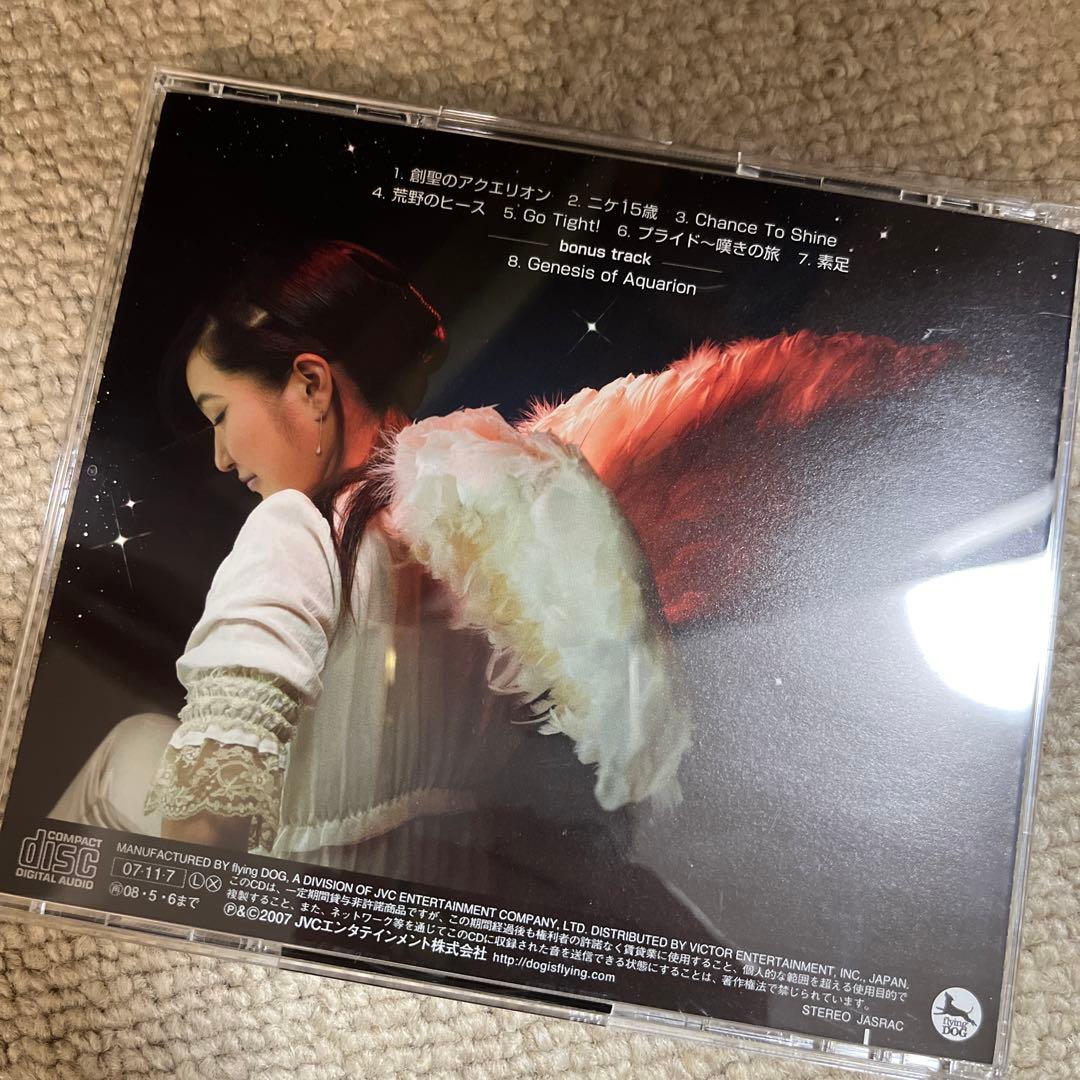 1. 創聖のアクエリオン 2. ニケ15歳 3. Chance To Shine
4. 荒野のヒース 5. Go Tight! 6. プライド〜嘆きの旅 7. 素足
bonus track
8. Genesis of Aquarion
COMPACT
disc
DIGITAL AUDIO
MANUFACTURED BY flying DOG, A DIVISION OF JVC ENTERTAINMENT COMPANY, LTD. DISTRIBUTED BY VICTOR ENTERTAINMENT, INC., JAPAN.
07・11・7 Ⓛ Ⓧ このCDは、一定期間貸与非許諾商品ですが、この期間経過後も権利者の許諾なく賃貸業に使用すること、個人的な範囲を超える使用目的で
㋐08・5・6まで 複製すること、また、ネットワーク等を通じてこのCDに収録された音を送信できる状態にすることは、著作権法で禁じられています。
Ⓟ&©2007 JVCエンタテインメント株式会社 http://dogisflying.com
STEREO JASRAC
flying
DOG